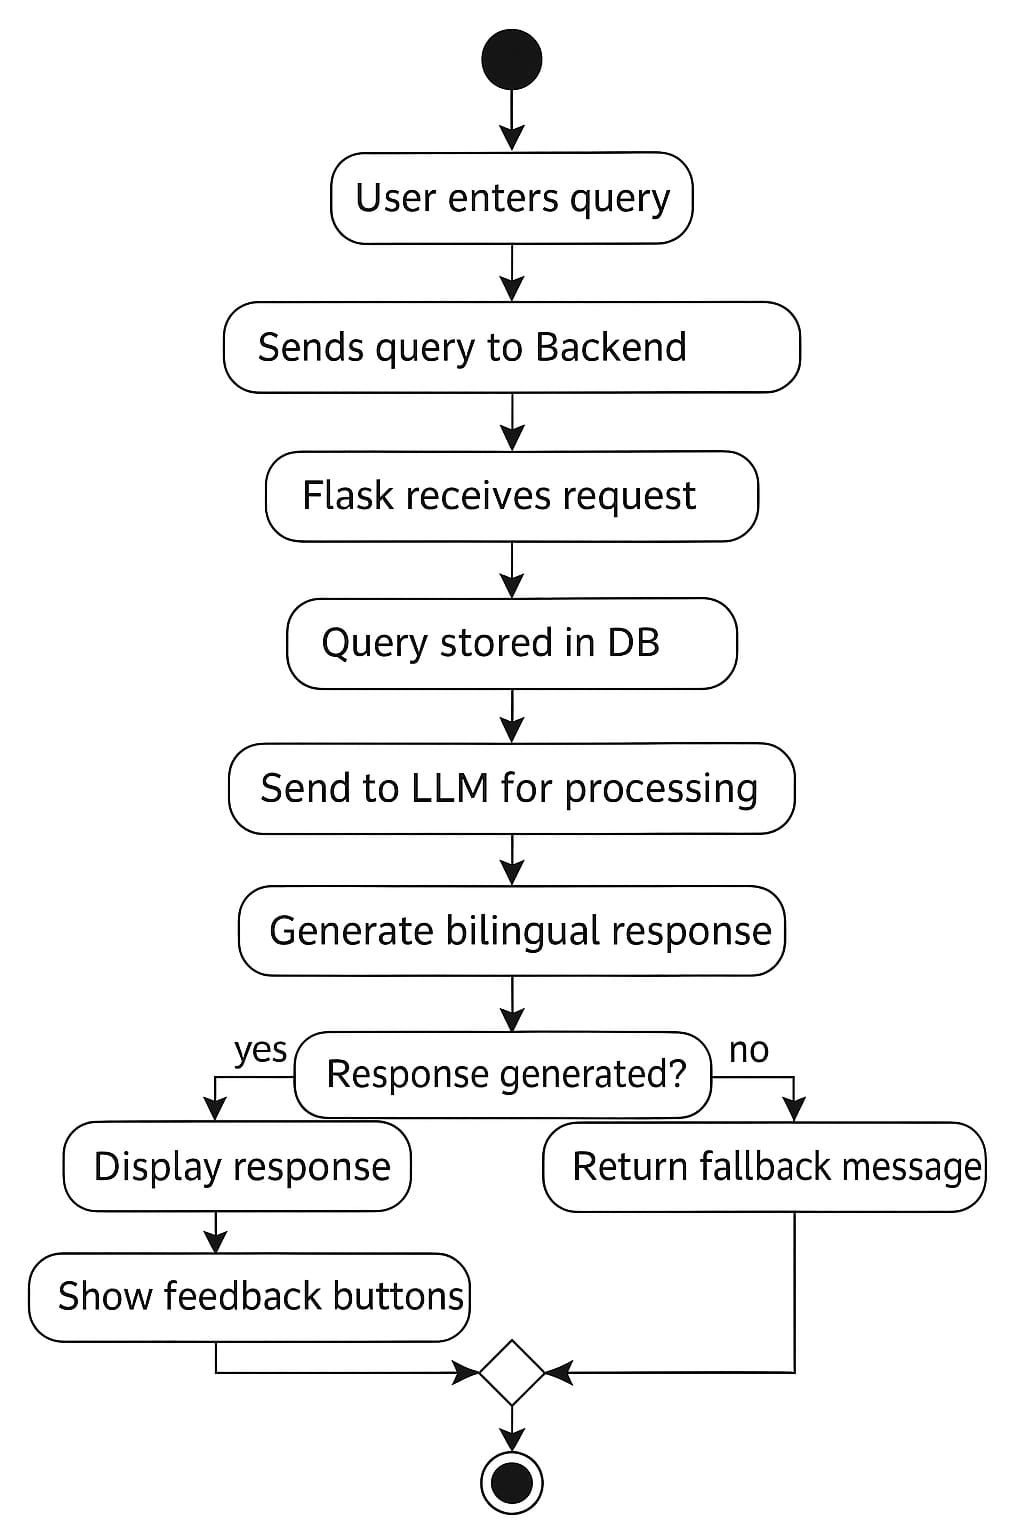 User enters query
Sends query to Backend
Flask receives request
Query stored in DB
Send to LLM for processing
Generate bilingual response
yes
Response generated?
no
Display response
Return fallback message
Show feedback buttons